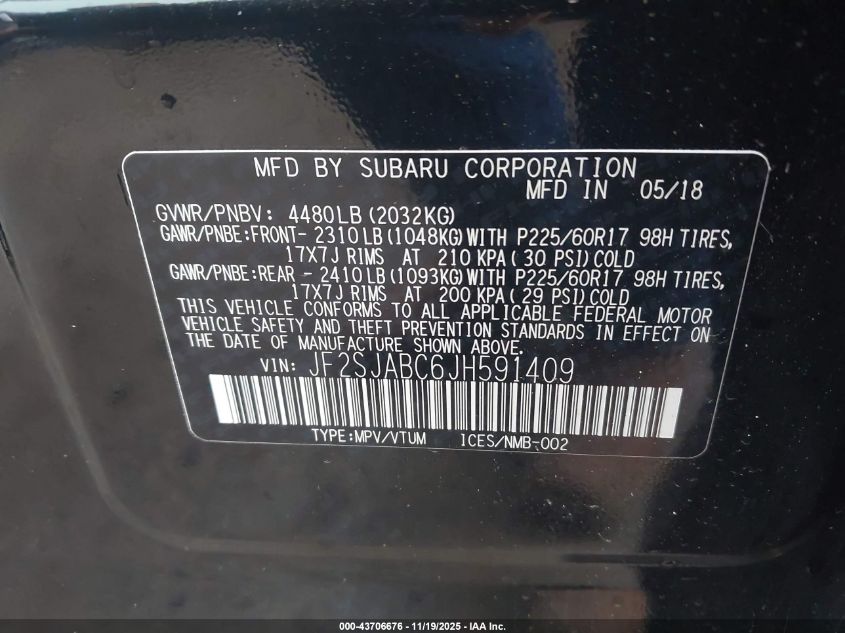 MFD BY SUBARU CORPORATION
MFD IN 05/18
GVWR/PNBV: 4480LB(2032KG)
GAWR/PNBE:FRONT- 2310LB(1048KG)WITH P225/60R17 98H TIRES,
17X7J RIMS AT 210 KPA( 30 PSI)COLD
GAWR/PNBE:REAR - 2410LB(1093KG)WITH P225/60R17 98H TIRES,
17X7J RIMS AT 200 KPA( 29 PSI)COLD
THIS VEHICLE CONFORMS TO ALL APPLICABLE FEDERAL MOTOR
VEHICLE SAFETY AND THEFT PREVENTION STANDARDS IN EFFECT ON
THE DATE OF MANUFACTURE SHOWN ABOVE.
VIN: JF2SJABC6JH591409
TYPE:MPV/VTUM ICES/NMB-002
000-43706676 - 11/19/2025 - IAA Inc.